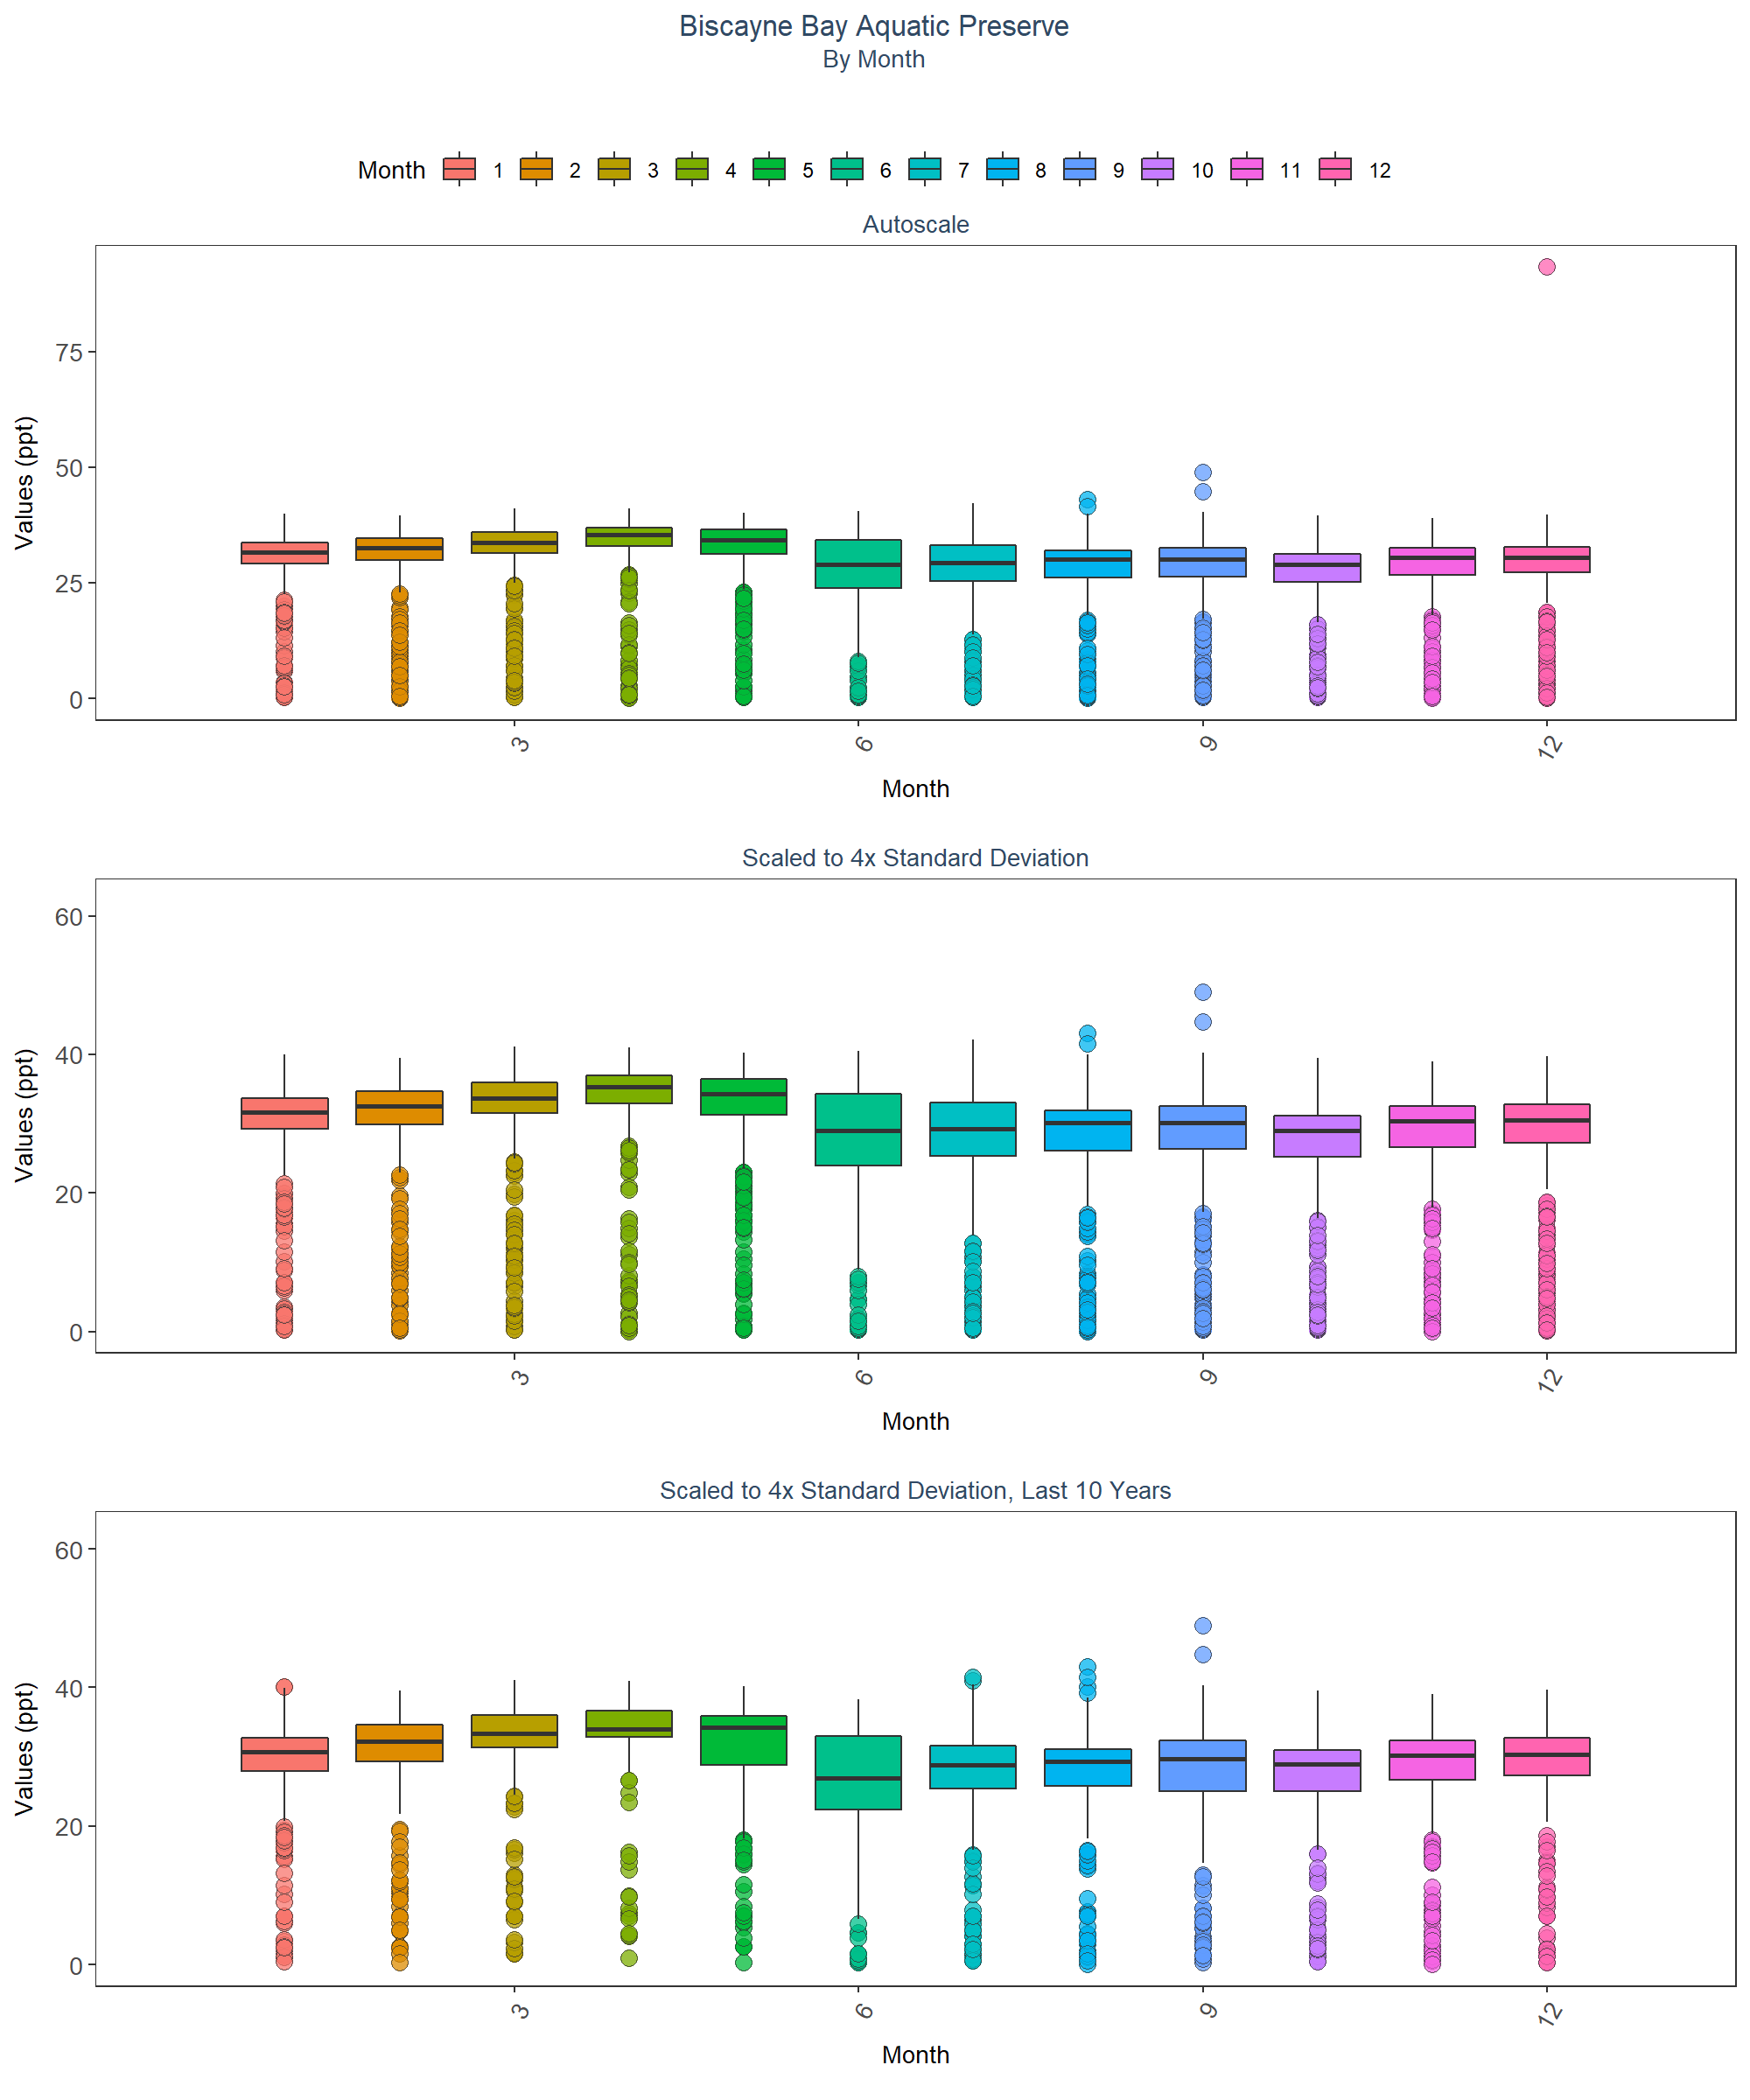 Biscayne Bay Aquatic Preserve
By Month
Month 1 2 3 4 5 6 7 8 9 10 11 12
Autoscale
Values (ppt)
75
50
25
0
3 6 9 12
Month
Scaled to 4x Standard Deviation
Values (ppt)
60
40
20
0
3 6 9 12
Month
Scaled to 4x Standard Deviation, Last 10 Years
Values (ppt)
60
40
20
0
3 6 9 12
Month